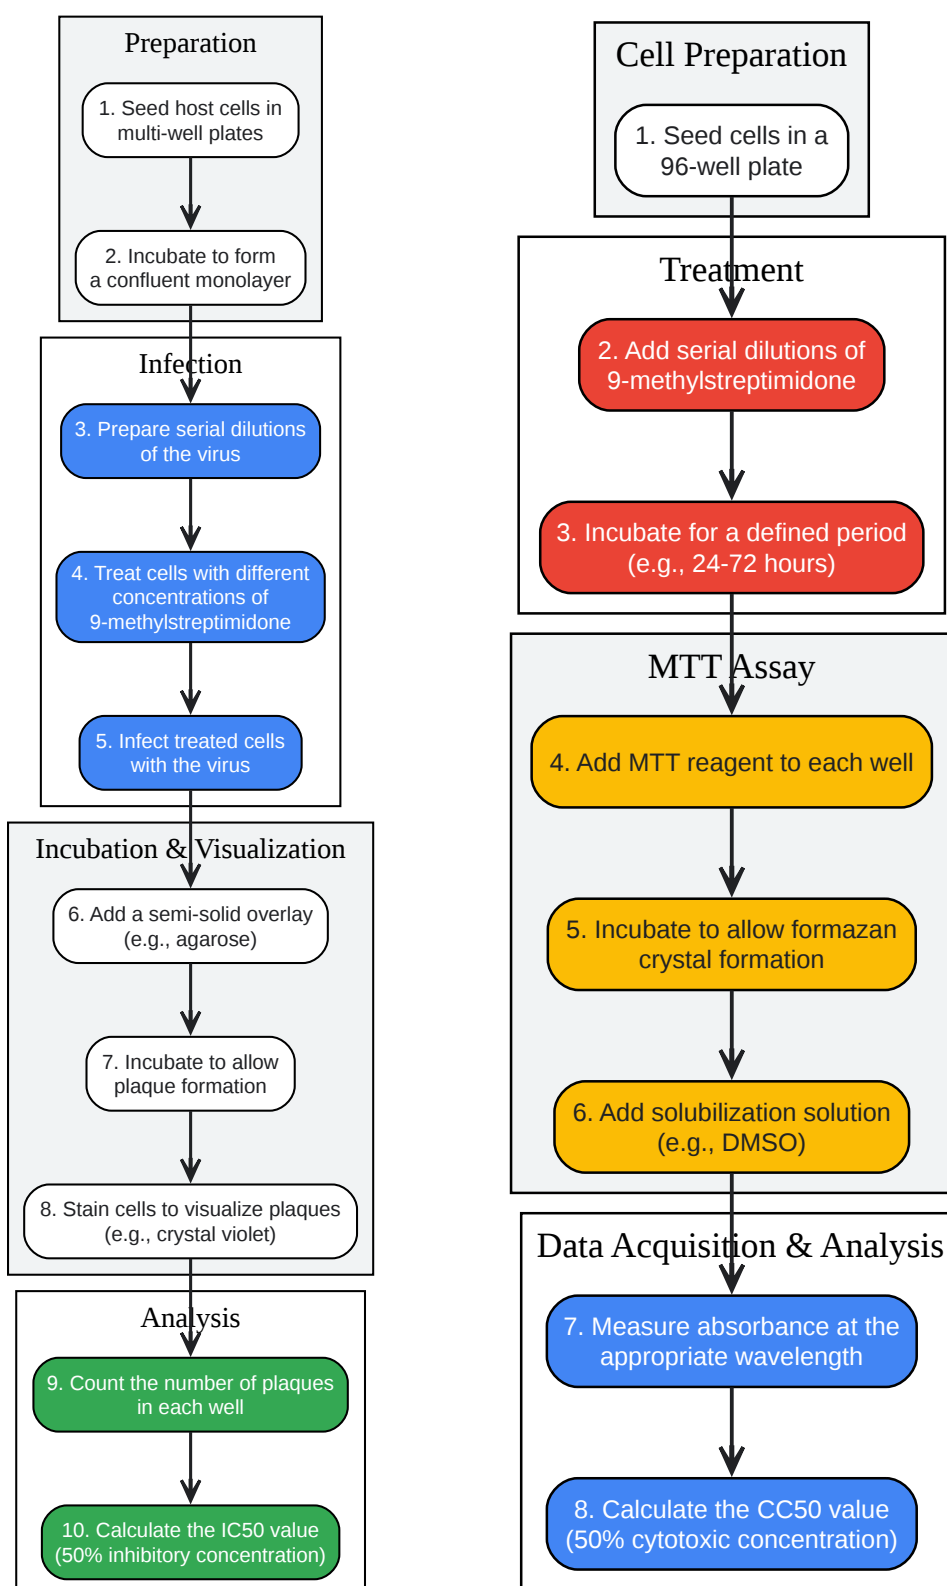 Preparation
1. Seed host cells in
multi-well plates
2. Incubate to form
a confluent monolayer
Infection
3. Prepare serial dilutions
of the virus
4. Treat cells with different
concentrations of
9-methylstreptimidone
5. Infect treated cells
with the virus
Incubation & Visualization
6. Add a semi-solid overlay
(e.g., agarose)
7. Incubate to allow
plaque formation
8. Stain cells to visualize plaques
(e.g., crystal violet)
Analysis
9. Count the number of plaques
in each well
10. Calculate the IC50 value
(50% inhibitory concentration)
Cell Preparation
1. Seed cells in a
96-well plate
Treatment
2. Add serial dilutions of
9-methylstreptimidone
3. Incubate for a defined period
(e.g., 24-72 hours)
MTT Assay
4. Add MTT reagent to each well
5. Incubate to allow formazan
crystal formation
6. Add solubilization solution
(e.g., DMSO)
Data Acquisition & Analysis
7. Measure absorbance at the
appropriate wavelength
8. Calculate the CC50 value
(50% cytotoxic concentration)